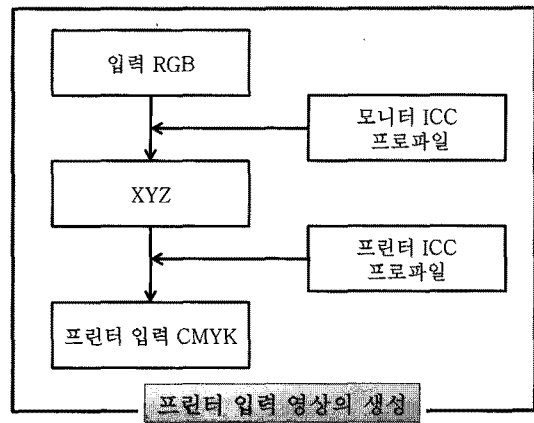 입력 RGB
모니터 ICC
프로파일
XYZ
프린터 ICC
프로파일
프린터 입력 CMYK
프린터 입력 영상의 생성